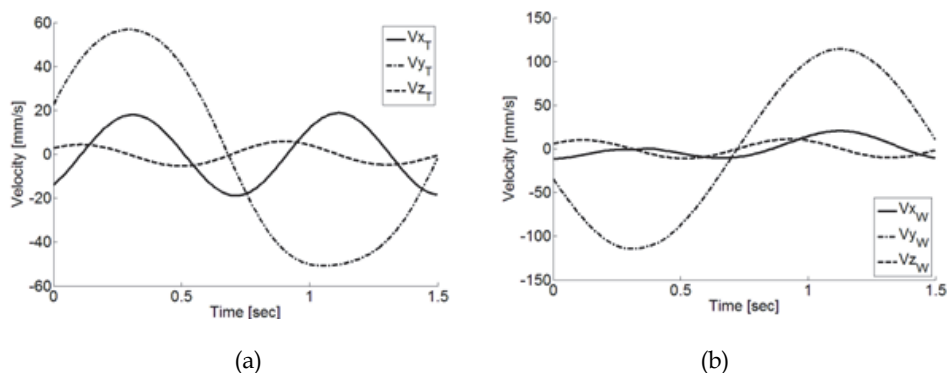 60
40
20
0
-20
-40
-60
0
0.5
1
1.5
Velocity [mm/s]
Time [sec]
Vx_T
Vy_T
Vz_T
(a)
150
100
50
0
-50
-100
-150
0
0.5
1
1.5
Velocity [mm/s]
Time [sec]
Vx_W
Vy_W
Vz_W
(b)